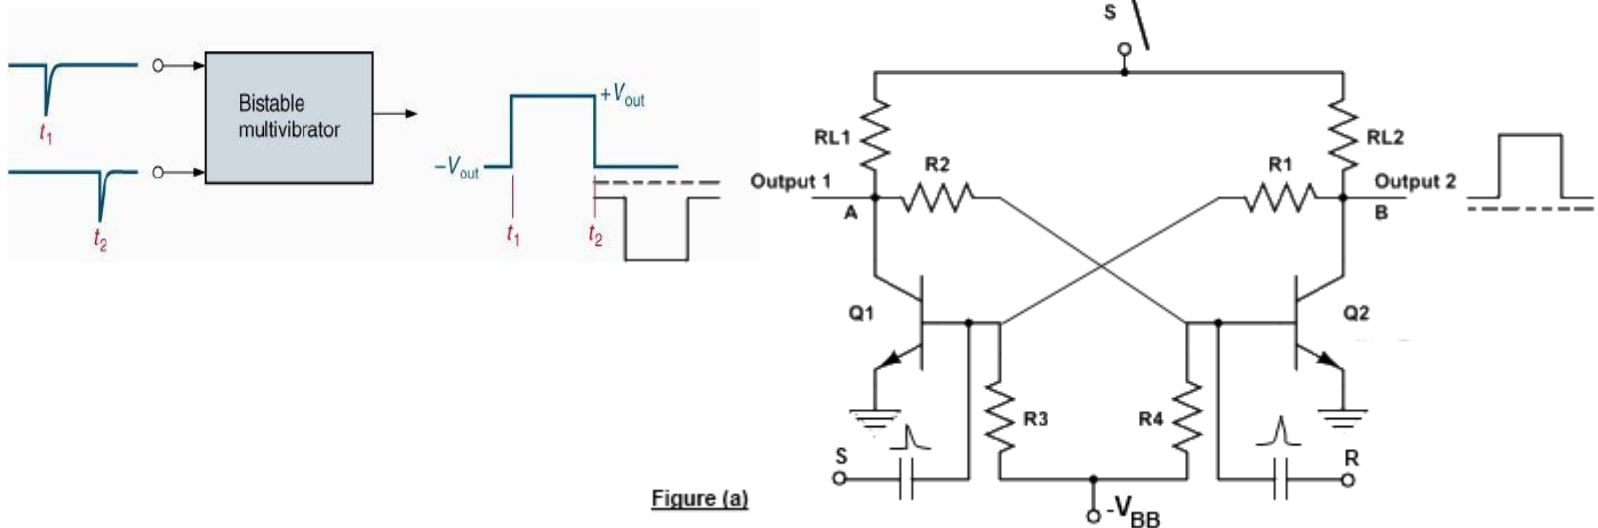 Bistable
multivibrator
t1
t2
+Vout
−Vout
t1
t2
S
RL1
RL2
R2
R1
Output 1
Output 2
A
B
Q1
Q2
R3
R4
S
R
Figure (a)
-VBB